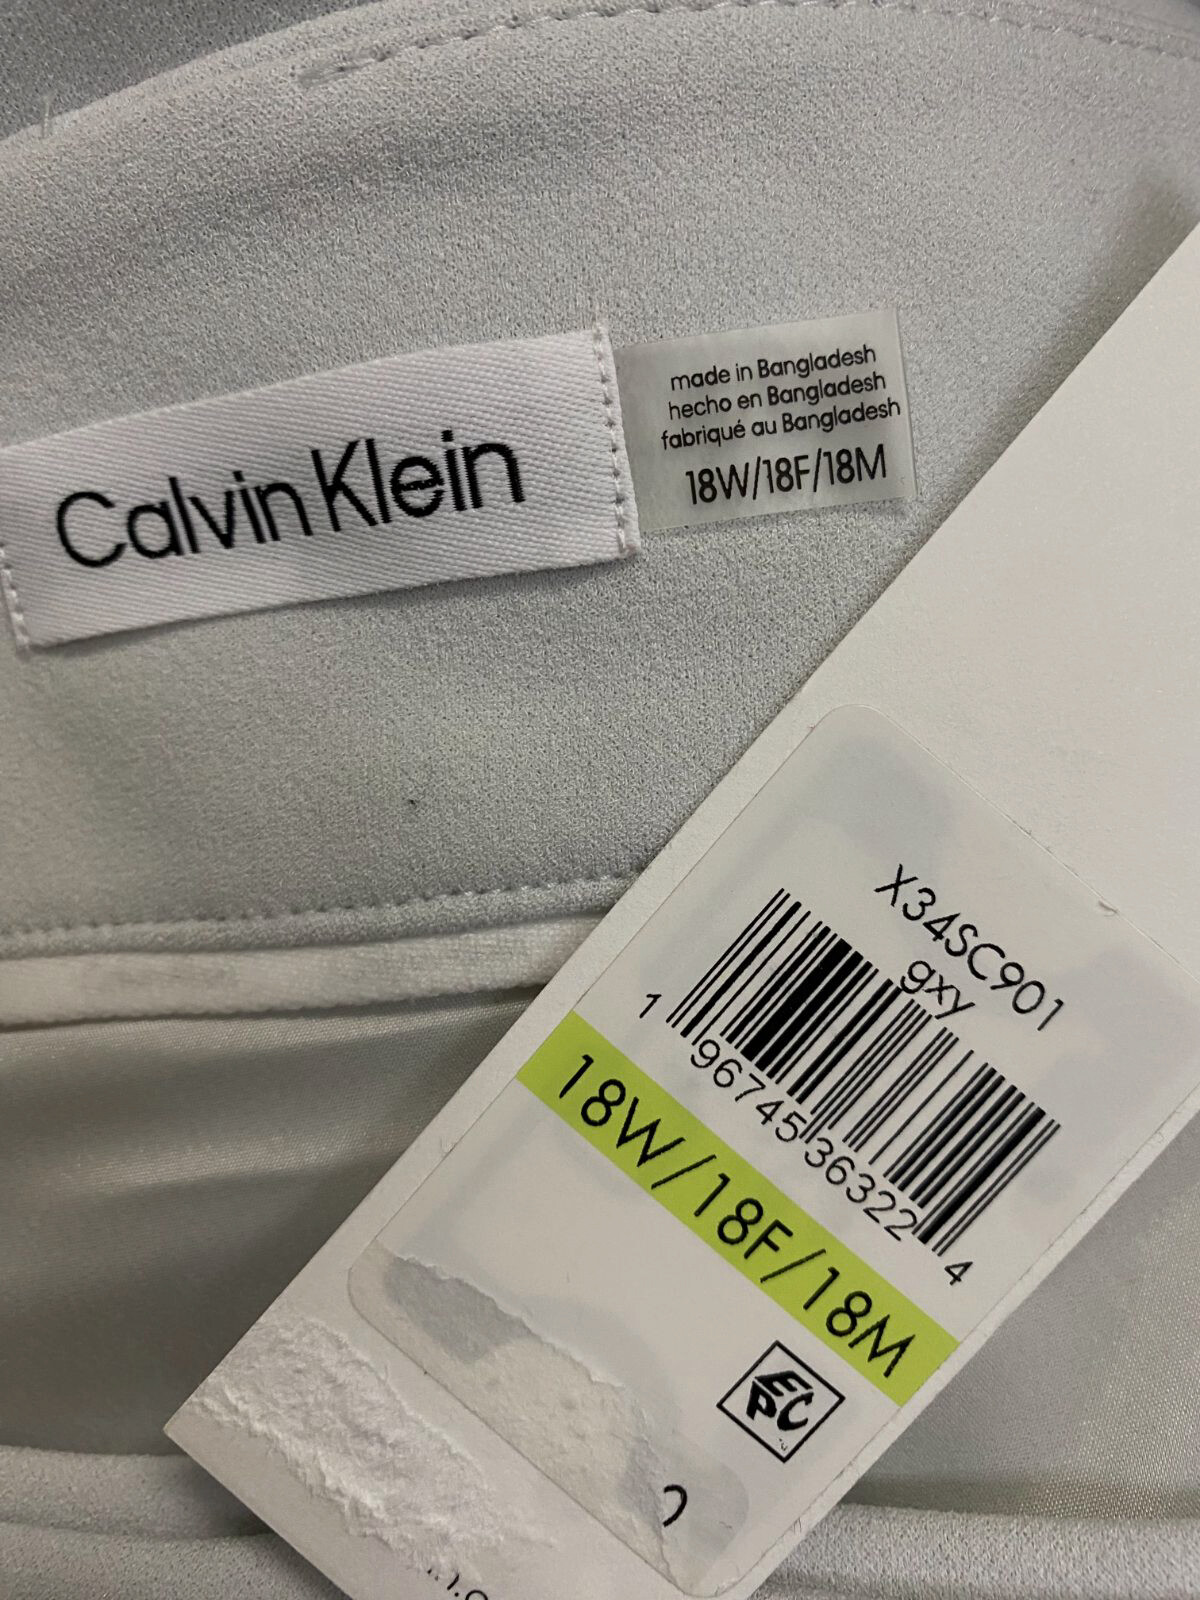 Calvin Klein
made in Bangladesh
hecho en Bangladesh
fabriqué au Bangladesh
18W/18F/18M
X34SC901
gxy
1 96745 36322 4
18W/18F/18M
EPC